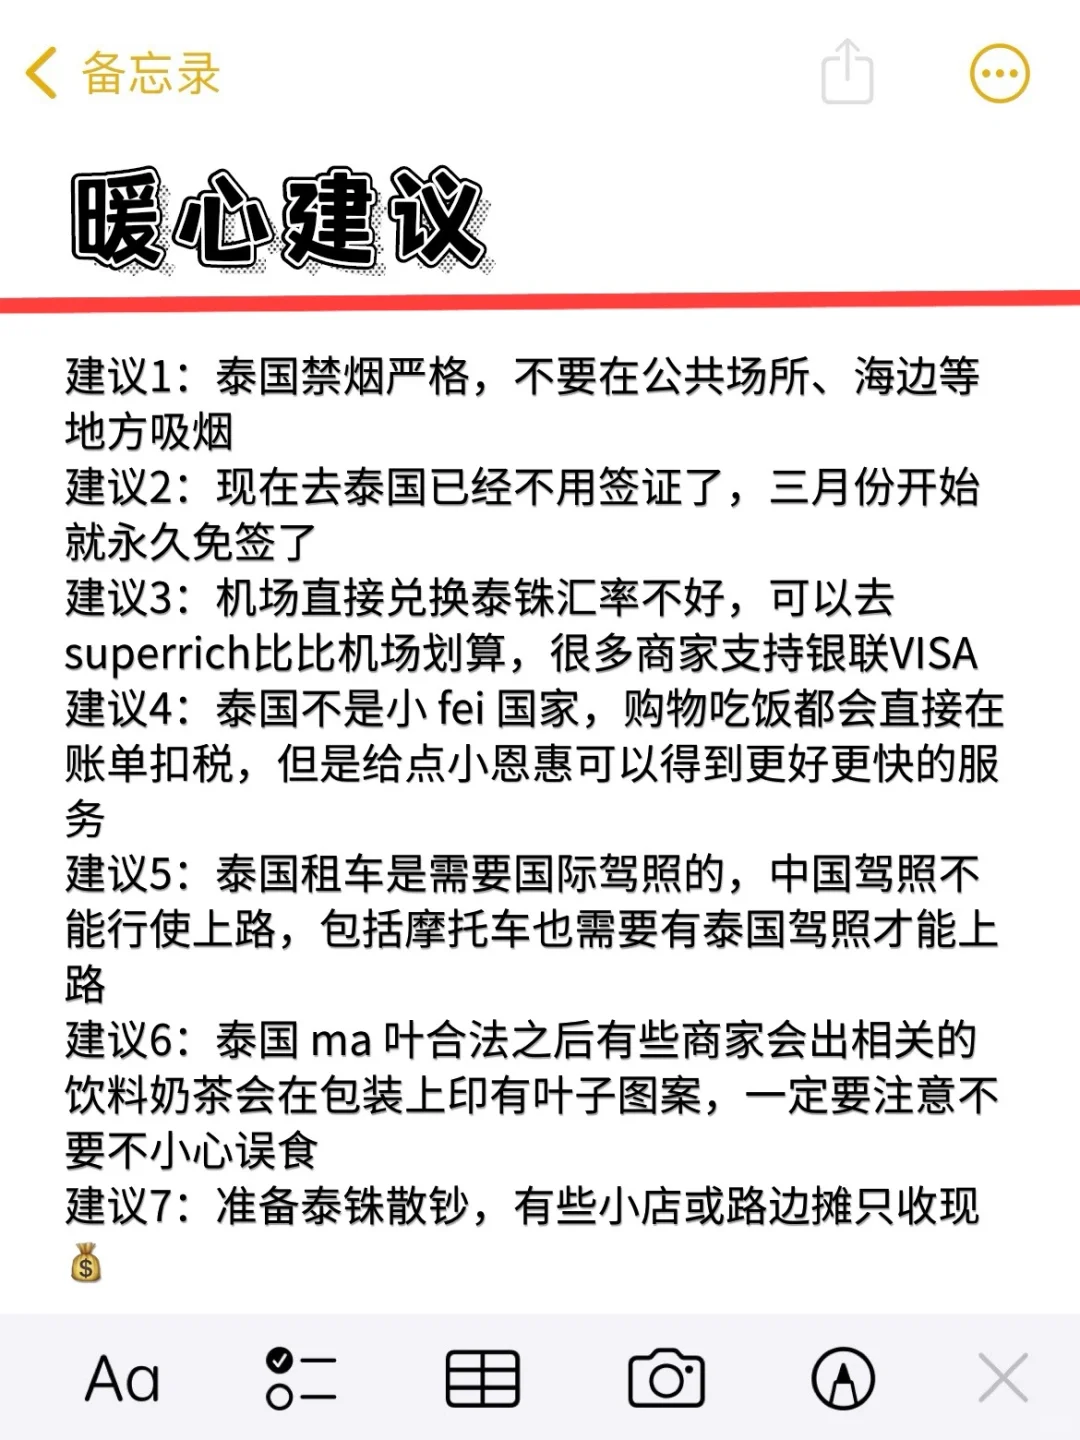 备忘录
暖心建议
建议1：泰国禁烟严格，不要在公共场所、海边等
地方吸烟
建议2：现在去泰国已经不用签证了，三月份开始
就永久免签了
建议3：机场直接兑换泰铢汇率不好，可以去
superrich比比机场划算，很多商家支持银联VISA
建议4：泰国不是小 fei 国家，购物吃饭都会直接在
账单扣税，但是给点小恩惠可以得到更好更快的服
务
建议5：泰国租车是需要国际驾照的，中国驾照不
能行使上路，包括摩托车也需要有泰国驾照才能上
路
建议6：泰国 ma 叶合法之后有些商家会出相关的
饮料奶茶会在包装上印有叶子图案，一定要注意不
要不小心误食
建议7：准备泰铢散钞，有些小店或路边摊只收现
💰
Aa